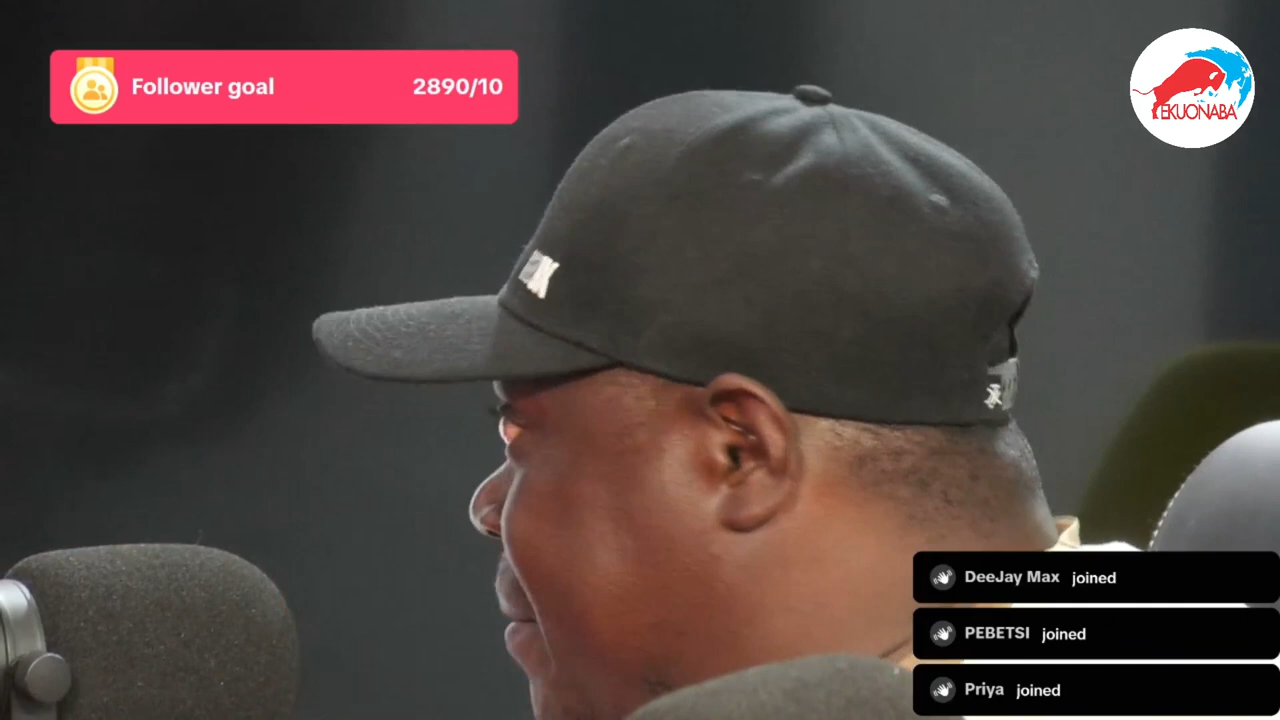 Follower goal 2890/10
EKUONABA
DeeJay Max joined
PEBETSI joined
Priya joined